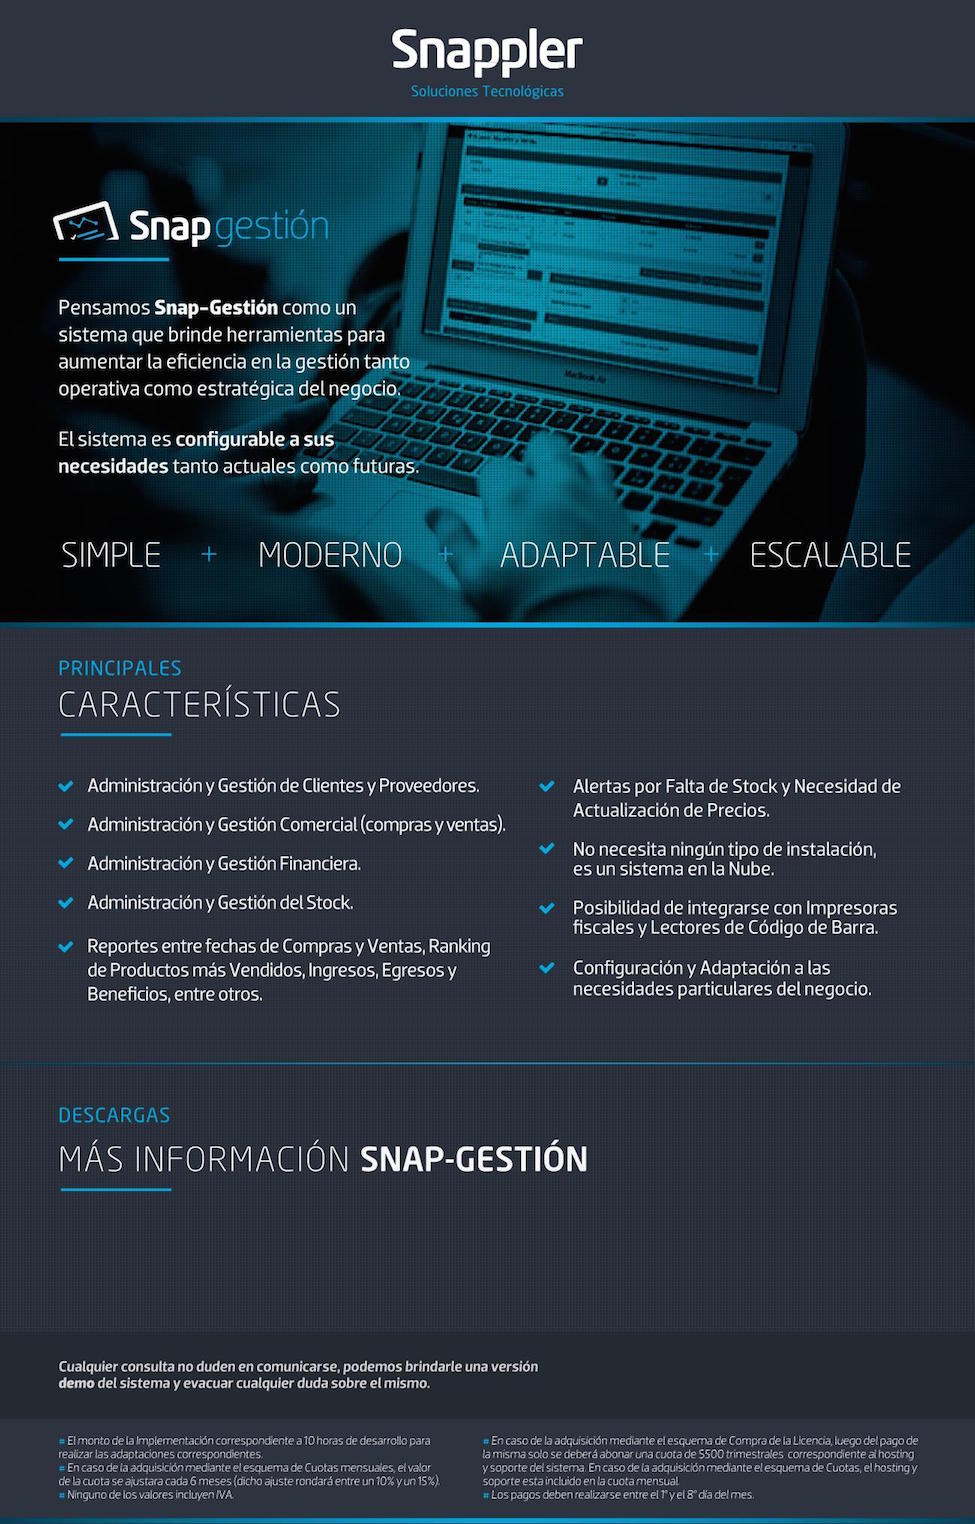 Snappler
Soluciones Tecnológicas
Snapgestión
Pensamos Snap-Gestión como un
sistema que brinde herramientas para
aumentar la eficiencia en la gestión tanto
operativa como estratégica del negocio.
El sistema es configurable a sus
necesidades tanto actuales como futuras.
SIMPLE + MODERNO + ADAPTABLE + ESCALABLE
MacBook Air
PRINCIPALES
CARACTERÍSTICAS
Administración y Gestión de Clientes y Proveedores.
Administración y Gestión Comercial (compras y ventas).
Administración y Gestión Financiera.
Administración y Gestión del Stock.
Reportes entre fechas de Compras y Ventas, Ranking
de Productos más Vendidos, Ingresos, Egresos y
Beneficios, entre otros.
Alertas por Falta de Stock y Necesidad de
Actualización de Precios.
No necesita ningún tipo de instalación,
es un sistema en la Nube.
Posibilidad de integrarse con Impresoras
fiscales y Lectores de Código de Barra.
Configuración y Adaptación a las
necesidades particulares del negocio.
DESCARGAS
MÁS INFORMACIÓN SNAP-GESTIÓN
Cualquier consulta no duden en comunicarse, podemos brindarle una versión
demo del sistema y evacuar cualquier duda sobre el mismo.
# El monto de la Implementación correspondiente a 10 horas de desarrollo para
realizar las adaptaciones correspondientes.
# En caso de la adquisición mediante el esquema de Cuotas mensuales, el valor
de la cuota se ajustara cada 6 meses (dicho ajuste rondará entre un 10% y un 15%).
# Ninguno de los valores incluyen IVA.
# En caso de la adquisición mediante el esquema de Compra de la Licencia, luego del pago de
la misma solo se deberá abonar una cuota de $500 trimestrales correspondiente al hosting
y soporte del sistema. En caso de la adquisición mediante el esquema de Cuotas, el hosting y
soporte esta incluido en la cuota mensual.
# Los pagos deben realizarse entre el 1° y el 8° día del mes.